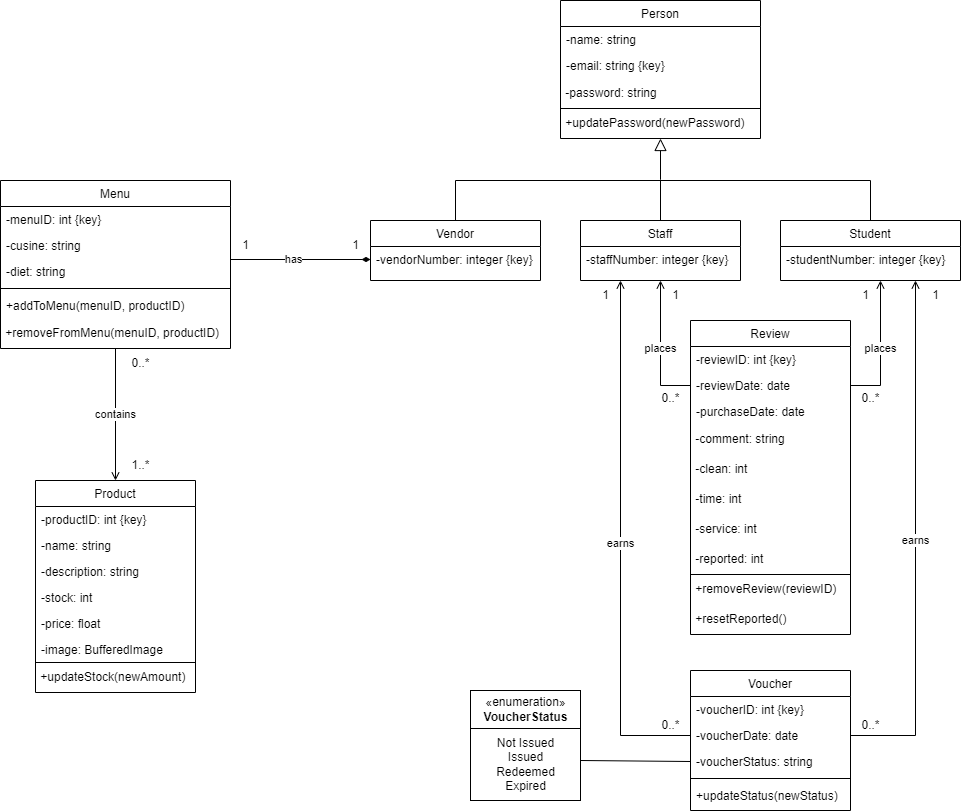 Person
-name: string
-email: string {key}
-password: string
+updatePassword(newPassword)
Menu
-menuID: int {key}
-cusine: string
-diet: string
+addToMenu(menuID, productID)
+removeFromMenu(menuID, productID)
1
has
1
Vendor
-vendorNumber: integer {key}
Staff
-staffNumber: integer {key}
Student
-studentNumber: integer {key}
1
1
1
1
places
places
0..*
0..*
Review
-reviewID: int {key}
-reviewDate: date
-purchaseDate: date
-comment: string
-clean: int
-time: int
-service: int
-reported: int
+removeReview(reviewID)
+resetReported()
0..*
contains
1..*
Product
-productID: int {key}
-name: string
-description: string
-stock: int
-price: float
-image: BufferedImage
+updateStock(newAmount)
earns
earns
0..*
0..*
«enumeration»
VoucherStatus
Not Issued
Issued
Redeemed
Expired
Voucher
-voucherID: int {key}
-voucherDate: date
-voucherStatus: string
+updateStatus(newStatus)